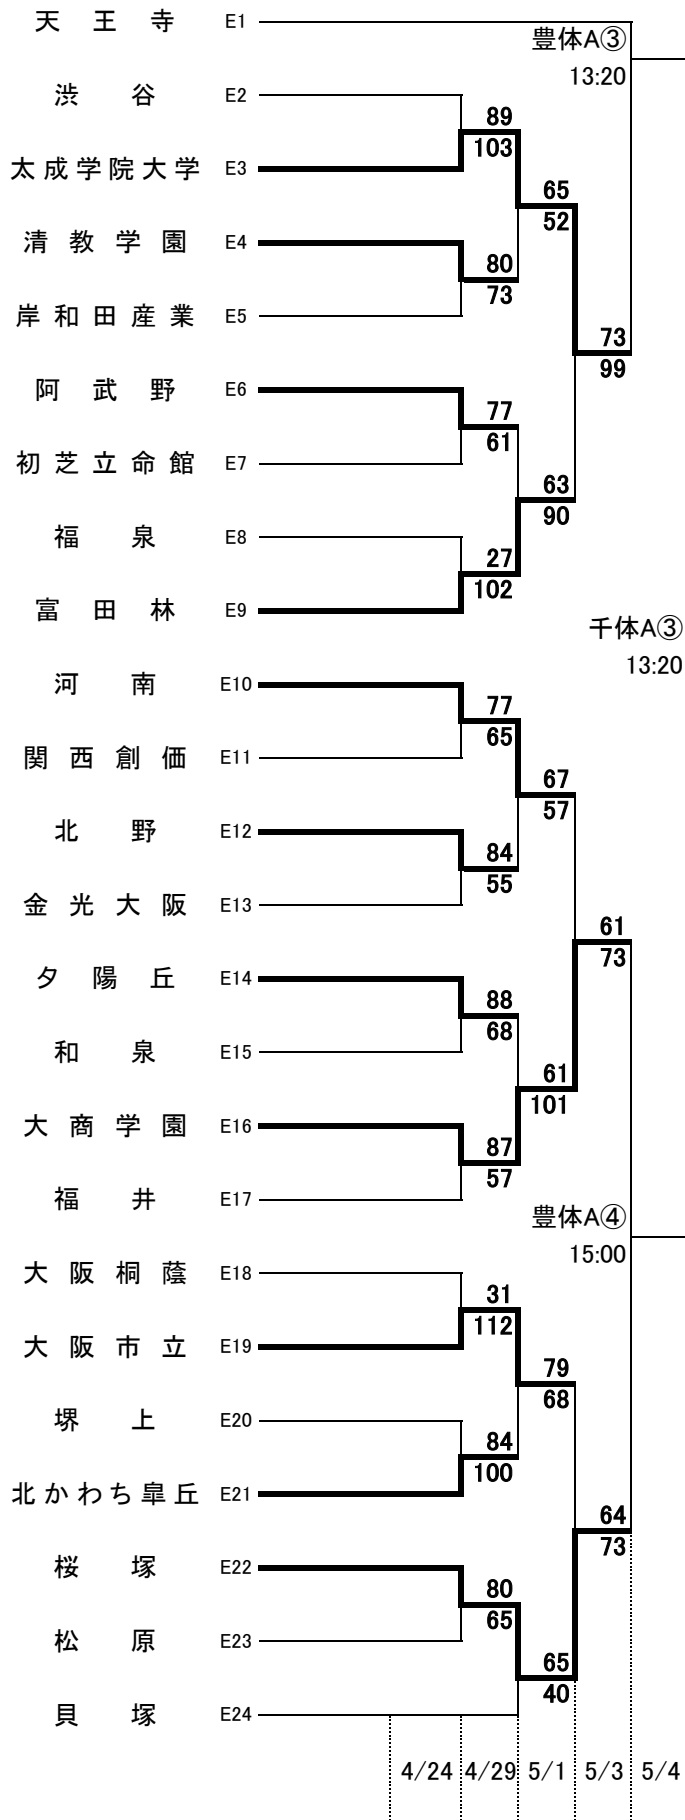 天王寺 E1
豊体A③
13:20
渋谷 E2
89
103
太成学院大学 E3
65
52
清教学園 E4
80
73
岸和田産業 E5
73
99
阿武野 E6
77
61
初芝立命館 E7
63
90
福泉 E8
27
102
富田林 E9
千体A③
13:20
河南 E10
77
65
関西創価 E11
67
57
北野 E12
84
55
金光大阪 E13
61
73
夕陽丘 E14
88
68
和泉 E15
61
101
大商学園 E16
87
57
福井 E17
豊体A④
15:00
大阪桐蔭 E18
31
112
大阪市立 E19
79
68
堺上 E20
84
100
北かわち皐丘 E21
64
73
桜塚 E22
80
65
松原 E23
65
40
貝塚 E24
4/24 4/29 5/1 5/3 5/4